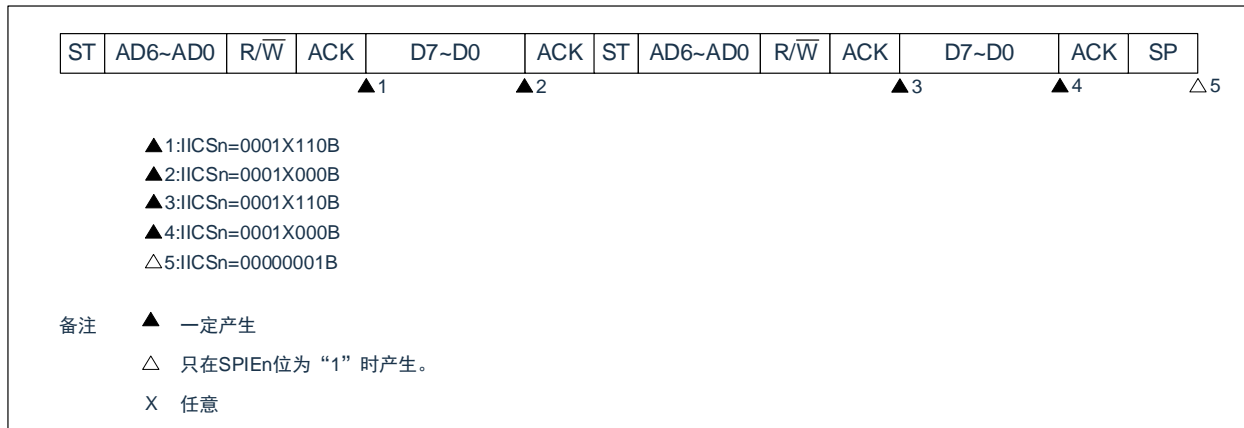 ST AD6~AD0 R/W̅ ACK D7~D0 ACK ST AD6~AD0 R/W̅ ACK D7~D0 ACK SP
▲1 ▲2 ▲3 ▲4 △5
▲1:IICSn=0001X110B
▲2:IICSn=0001X000B
▲3:IICSn=0001X110B
▲4:IICSn=0001X000B
△5:IICSn=00000001B
备注 ▲ 一定产生
△ 只在SPIEn位为“1”时产生。
X 任意